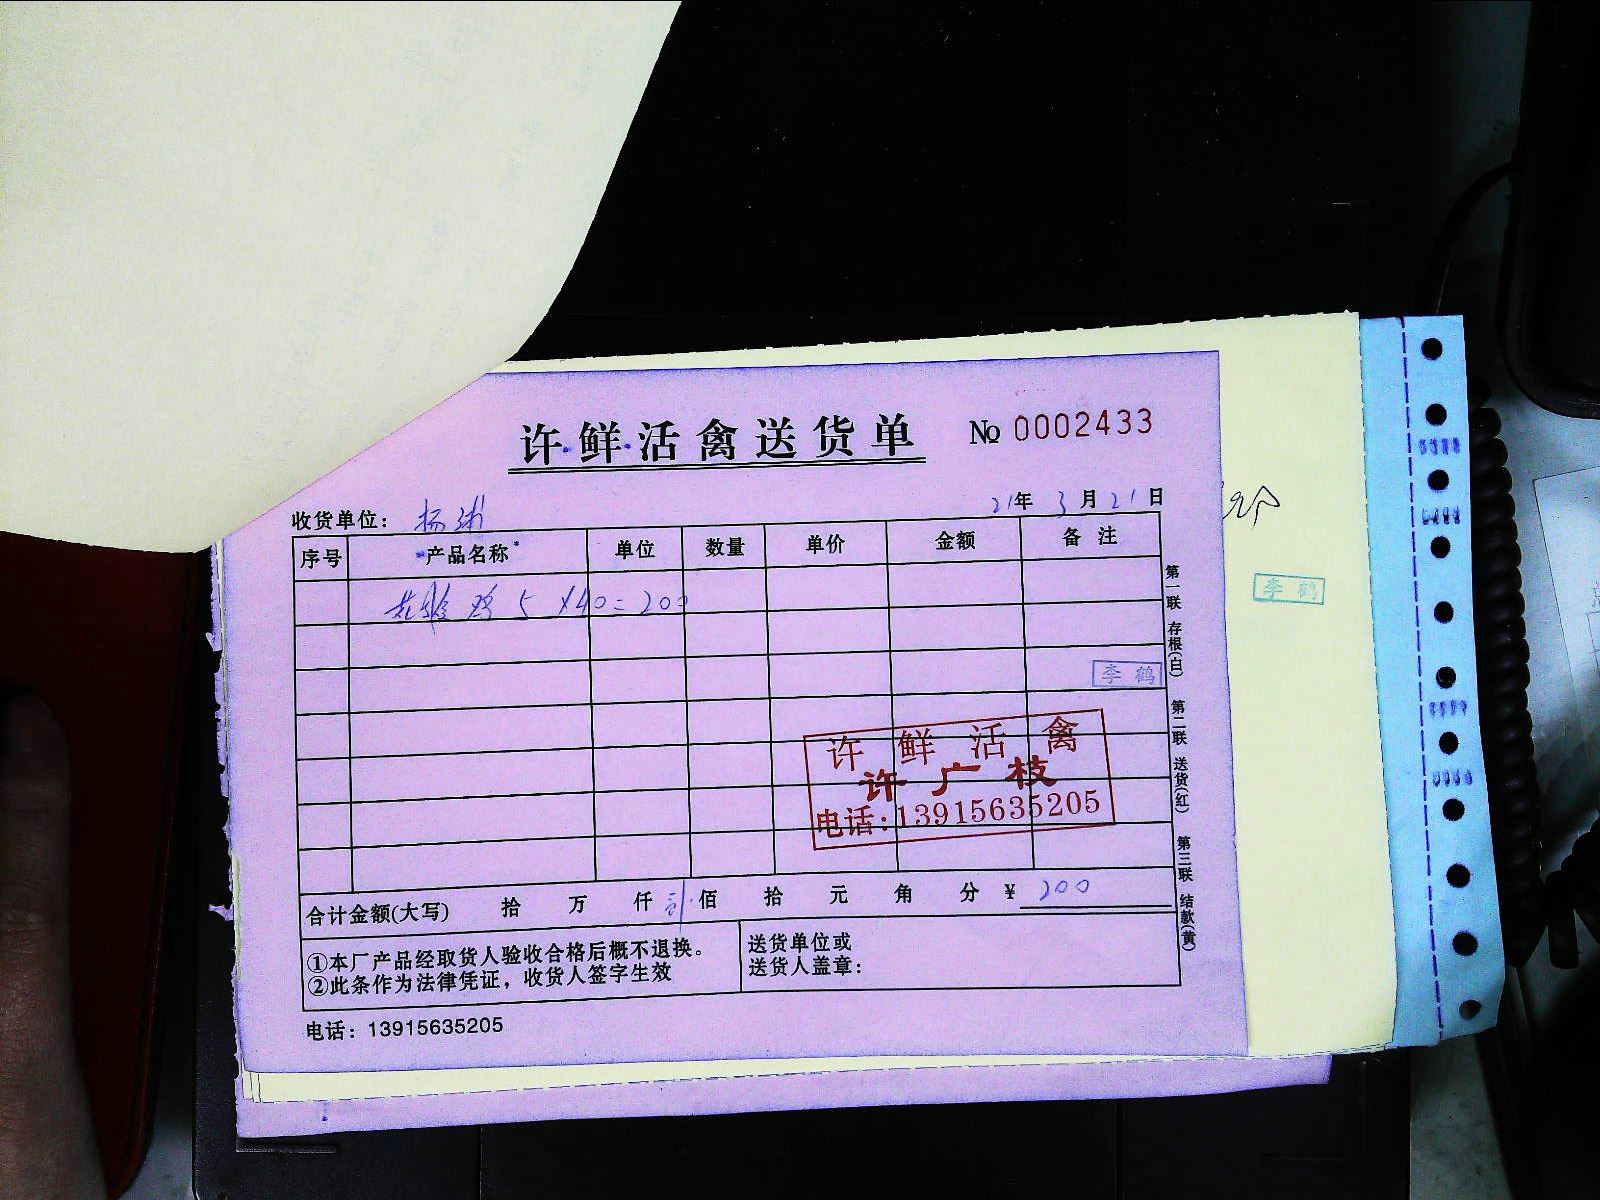 许鲜活禽送货单 № 0002433
收货单位： 21年 3月 21日
序号 产品名称 单位 数量 单价 金额 备注
鸡 5 ×40=200
李鹤
李鹤
许鲜活禽
许广枝
电话:13915635205
合计金额(大写) 拾 万 仟 贰佰 拾 元 角 分 ¥ 200
①本厂产品经取货人验收合格后概不退换。
②此条作为法律凭证，收货人签字生效
送货单位或
送货人盖章：
电话：13915635205
第一联 存根(白) 第二联 送货(红) 第三联 结款(黄)